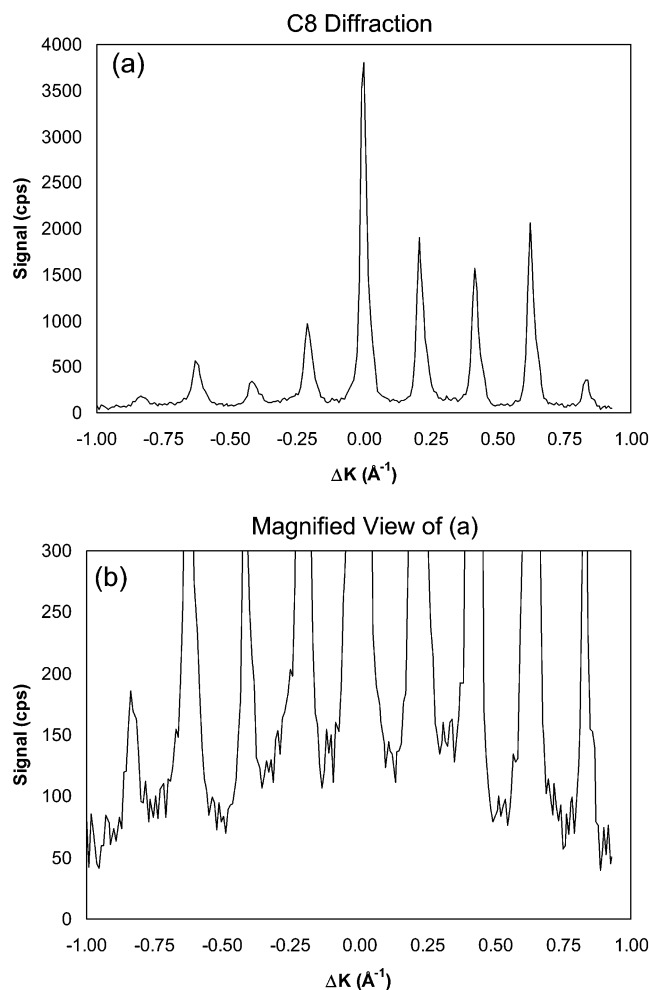 C8 Diffraction
(a)
4000
3500
3000
2500
2000
1500
1000
500
0
Signal (cps)
-1.00 -0.75 -0.50 -0.25 0.00 0.25 0.50 0.75 1.00
ΔK (Å⁻¹)
Magnified View of (a)
(b)
300
250
200
150
100
50
0
Signal (cps)
-1.00 -0.75 -0.50 -0.25 0.00 0.25 0.50 0.75 1.00
ΔK (Å⁻¹)